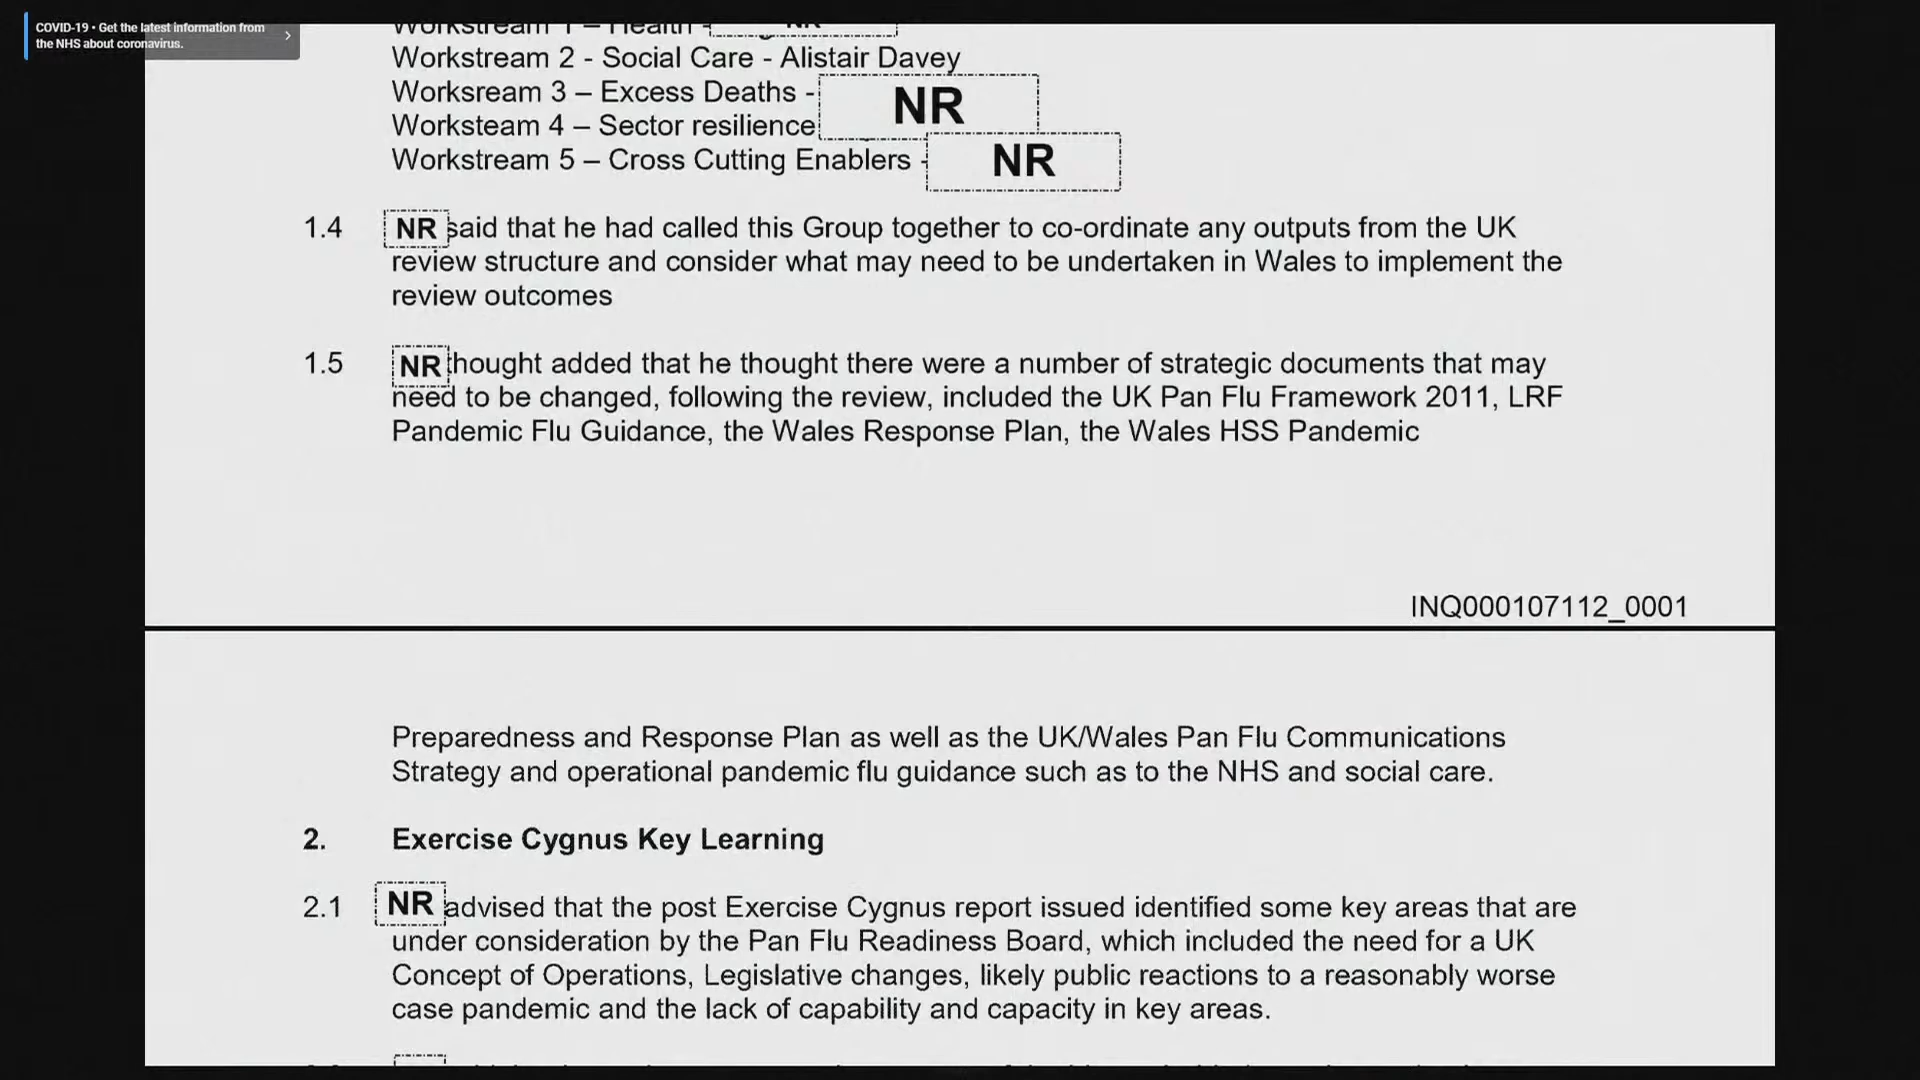 COVID-19 • Get the latest information from
the NHS about coronavirus.
Workstream 1 – Health - NR
Workstream 2 - Social Care - Alistair Davey
Worksream 3 – Excess Deaths -
NR
Worksteam 4 – Sector resilience
Workstream 5 – Cross Cutting Enablers - NR
1.4 NR said that he had called this Group together to co-ordinate any outputs from the UK
review structure and consider what may need to be undertaken in Wales to implement the
review outcomes
1.5 NR thought added that he thought there were a number of strategic documents that may
need to be changed, following the review, included the UK Pan Flu Framework 2011, LRF
Pandemic Flu Guidance, the Wales Response Plan, the Wales HSS Pandemic
INQ000107112_0001
Preparedness and Response Plan as well as the UK/Wales Pan Flu Communications
Strategy and operational pandemic flu guidance such as to the NHS and social care.
2. Exercise Cygnus Key Learning
2.1 NR advised that the post Exercise Cygnus report issued identified some key areas that are
under consideration by the Pan Flu Readiness Board, which included the need for a UK
Concept of Operations, Legislative changes, likely public reactions to a reasonably worse
case pandemic and the lack of capability and capacity in key areas.